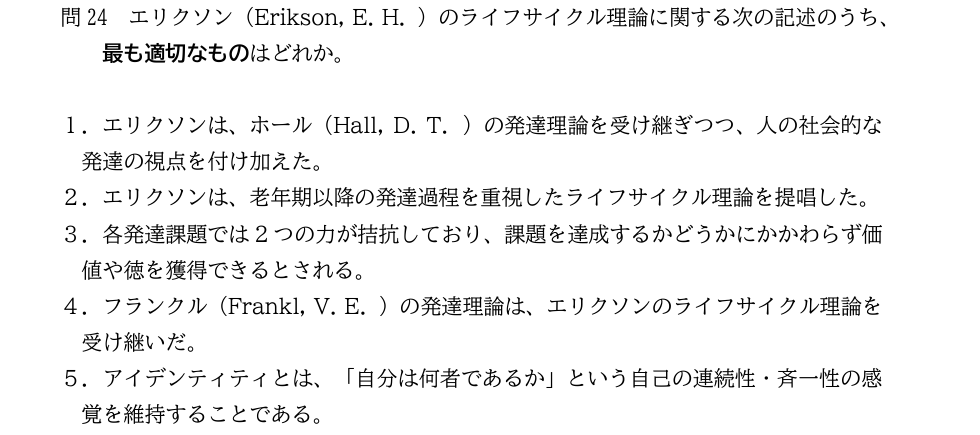 問 24　エリクソン（Erikson, E. H. ）のライフサイクル理論に関する次の記述のうち、
最も適切なものはどれか。
１．エリクソンは、ホール（Hall, D. T. ）の発達理論を受け継ぎつつ、人の社会的な
発達の視点を付け加えた。
２．エリクソンは、老年期以降の発達過程を重視したライフサイクル理論を提唱した。
３．各発達課題では２つの力が拮抗しており、課題を達成するかどうかにかかわらず価
値や徳を獲得できるとされる。
４．フランクル（Frankl, V. E. ）の発達理論は、エリクソンのライフサイクル理論を
受け継いだ。
５．アイデンティティとは、「自分は何者であるか」という自己の連続性・斉一性の感
覚を維持することである。